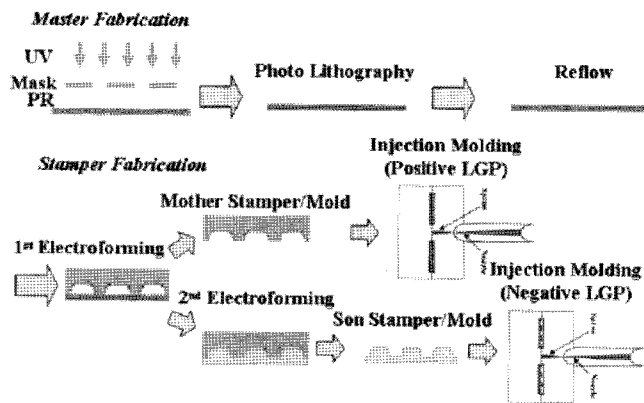 Master Fabrication
UV
Mask
PR
Photo Lithography
Reflow
Stamper Fabrication
Injection Molding
(Positive LGP)
Mother Stamper/Mold
1st Electroforming
Injection Molding
(Negative LGP)
2nd Electroforming
Son Stamper/Mold